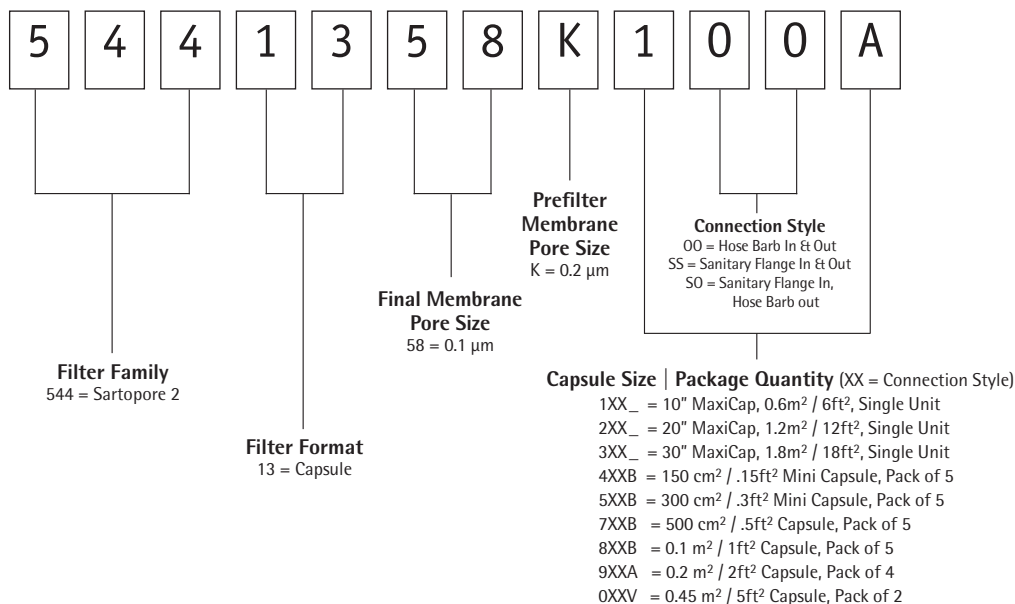 5 4 4 1 3 5 8 K 1 0 0 A
Prefilter
Membrane
Pore Size
K = 0.2 µm
Connection Style
OO = Hose Barb In & Out
SS = Sanitary Flange In & Out
SO = Sanitary Flange In,
Hose Barb out
Final Membrane
Pore Size
58 = 0.1 µm
Filter Family
544 = Sartopore 2
Filter Format
13 = Capsule
Capsule Size | Package Quantity (XX = Connection Style)
1XX_ = 10" MaxiCap, 0.6m² / 6ft², Single Unit
2XX_ = 20" MaxiCap, 1.2m² / 12ft², Single Unit
3XX_ = 30" MaxiCap, 1.8m² / 18ft², Single Unit
4XXB = 150 cm² / .15ft² Mini Capsule, Pack of 5
5XXB = 300 cm² / .3ft² Mini Capsule, Pack of 5
7XXB = 500 cm² / .5ft² Capsule, Pack of 5
8XXB = 0.1 m² / 1ft² Capsule, Pack of 5
9XXA = 0.2 m² / 2ft² Capsule, Pack of 4
0XXV = 0.45 m² / 5ft² Capsule, Pack of 2